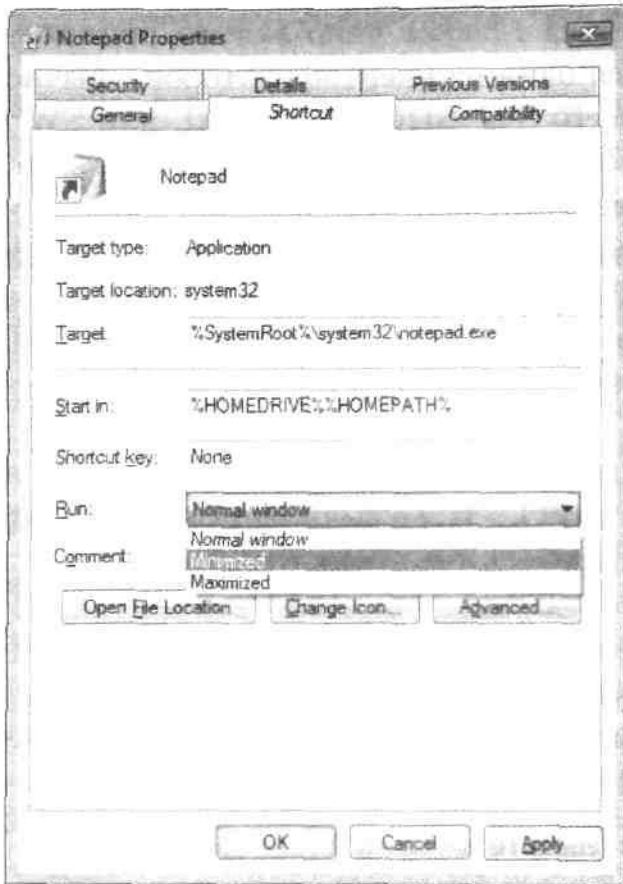 Notepad Properties
Security Details Previous Versions
General Shortcut Compatibility
Notepad
Target type: Application
Target location: system32
Target: %SystemRoot%\system32\notepad.exe
Start in: %HOMEDRIVE%%HOMEPATH%
Shortcut key: None
Run: Normal window
Normal window
Comment: Minimized
Maximized
Open File Location Change Icon... Advanced...
OK Cancel Apply